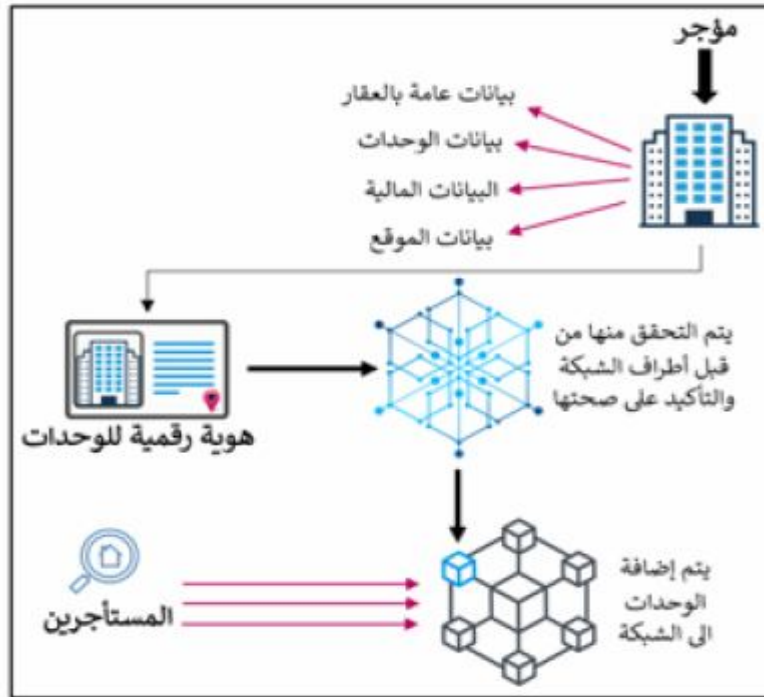 مؤجر
بيانات عامة بالعقار
بيانات الوحدات
البيانات المالية
بيانات الموقع
يتم التحقق منها من
قبل أطراف الشبكة
والتأكيد على صحتها
هوية رقمية للوحدات
يتم إضافة
الوحدات
الى الشبكة
المستأجرين